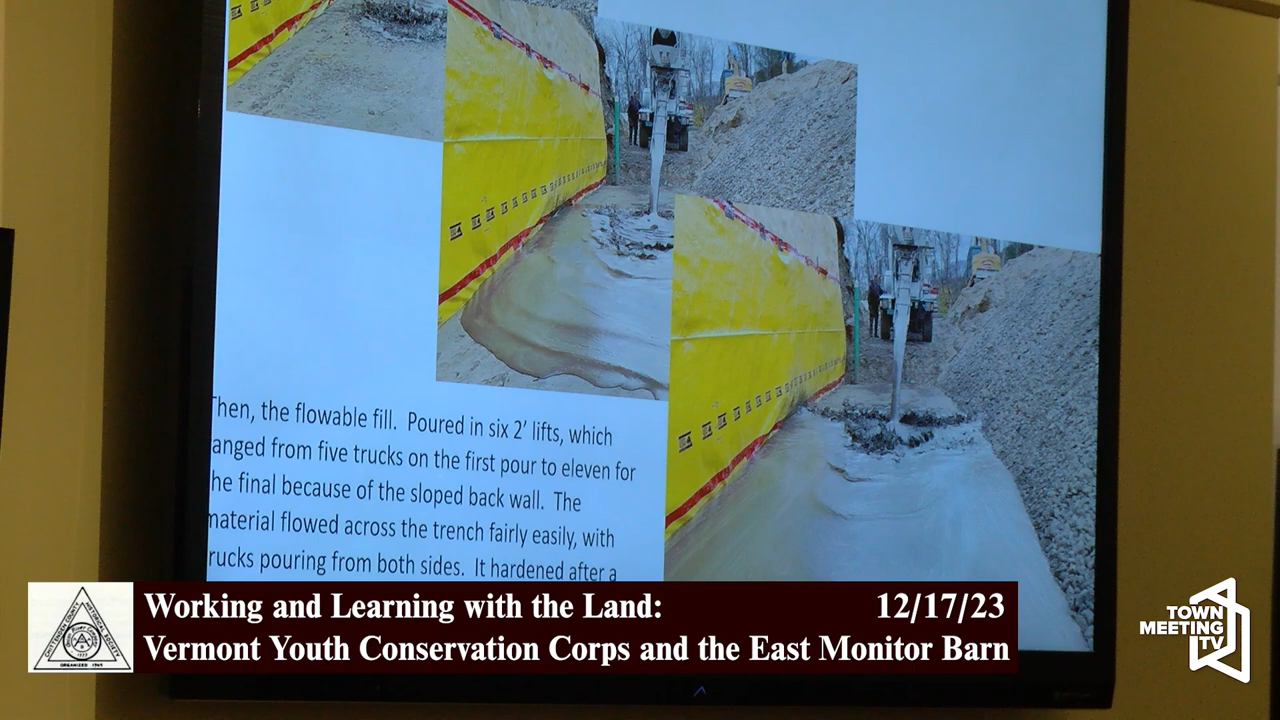 Then, the flowable fill. Poured in six 2' lifts, which
anged from five trucks on the first pour to eleven for
he final because of the sloped back wall. The
material flowed across the trench fairly easily, with
rucks pouring from both sides. It hardened after a
Working and Learning with the Land: 12/17/23
Vermont Youth Conservation Corps and the East Monitor Barn
TOWN
MEETING
TV